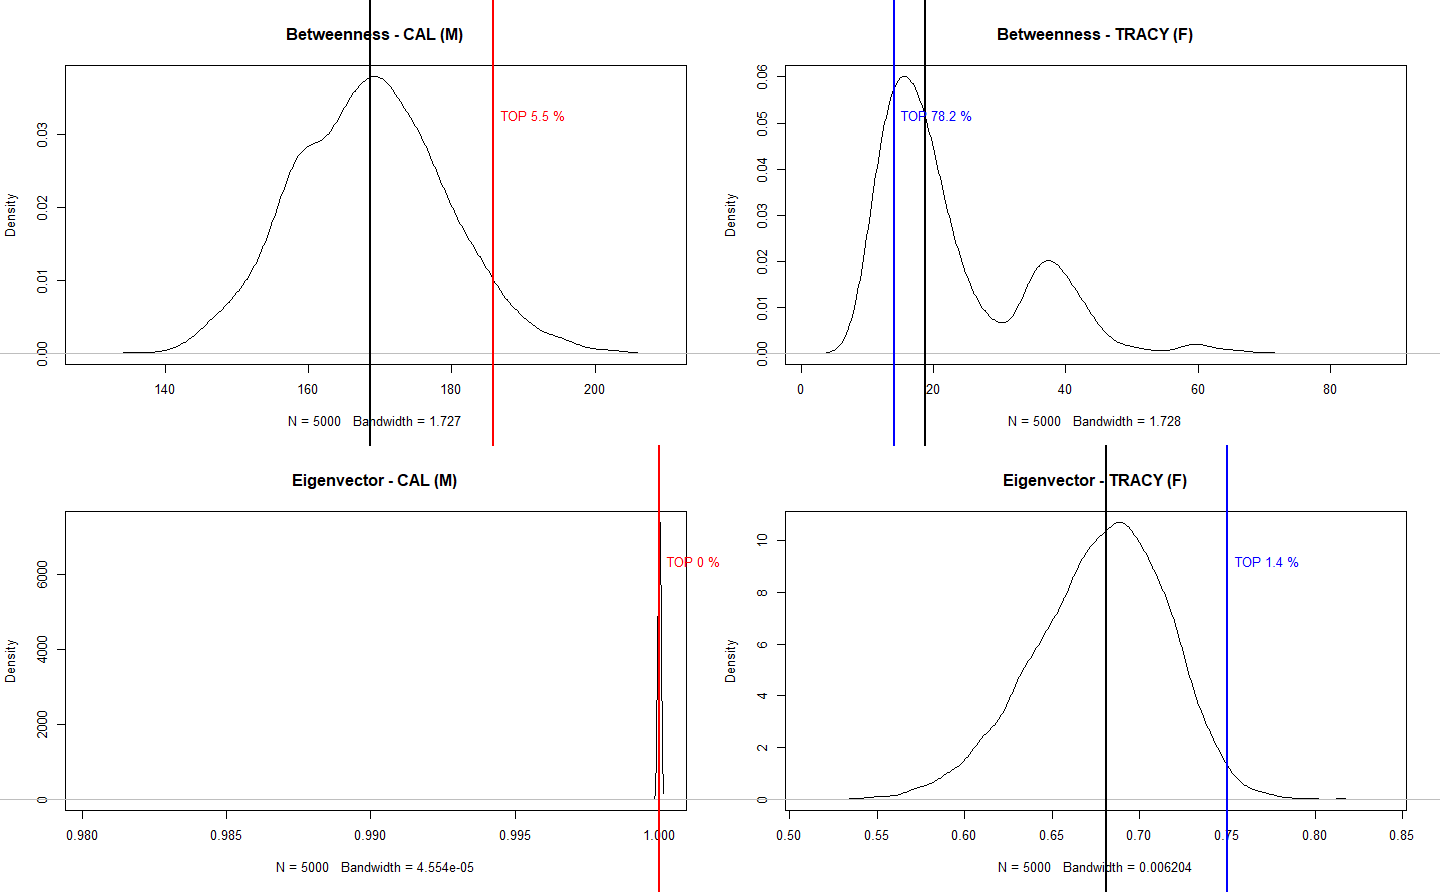 Betweenness - CAL (M)
TOP 5.5 %
Density
0.00 0.01 0.02 0.03
140 160 180 200
N = 5000 Bandwidth = 1.727
Betweenness - TRACY (F)
TOP 78.2 %
Density
0.00 0.01 0.02 0.03 0.04 0.05 0.06
0 20 40 60 80
N = 5000 Bandwidth = 1.728
Eigenvector - CAL (M)
TOP 0 %
Density
0 2000 4000 6000
0.980 0.985 0.990 0.995 1.000
N = 5000 Bandwidth = 4.554e-05
Eigenvector - TRACY (F)
TOP 1.4 %
Density
0 2 4 6 8 10
0.50 0.55 0.60 0.65 0.70 0.75 0.80 0.85
N = 5000 Bandwidth = 0.006204